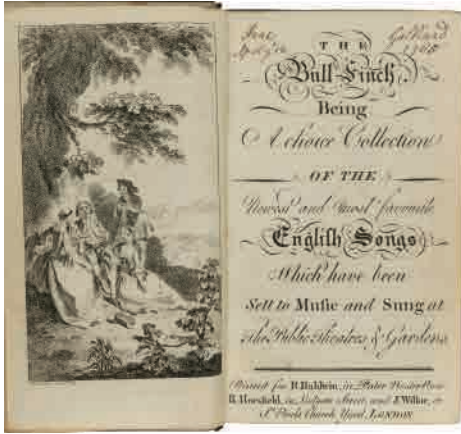 THE
Bull-Finch
Being
A choice Collection
OF THE
Newest and most favourite
English Songs
Which have been
Sett to Music and Sung at
the Public Theatres & Gardens
Printed for R. Baldwin, in Pater Noster Row
R. Horsfield, in Ludgate Street, and J. Wilkie, in
St. Pauls Church Yard, LONDON